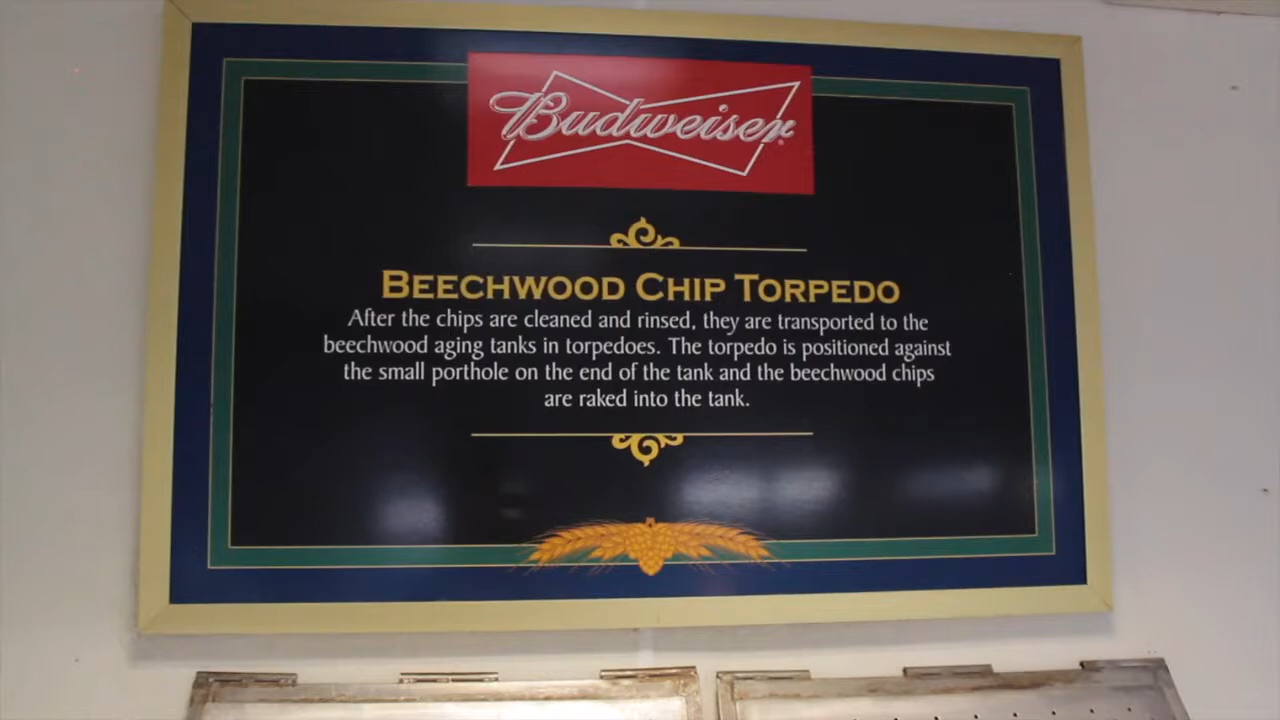 Budweiser
BEECHWOOD CHIP TORPEDO
After the chips are cleaned and rinsed, they are transported to the
beechwood aging tanks in torpedoes. The torpedo is positioned against
the small porthole on the end of the tank and the beechwood chips
are raked into the tank.